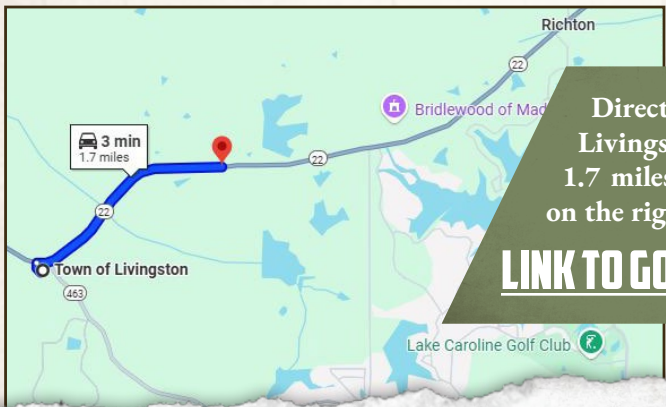 Richton
22
Bridlewood of Mad
3 min
1.7 miles
22
22
Town of Livingston
463
Lake Caroline Golf Club
Direct
Livings
1.7 miles
on the rig
LINK TO GO